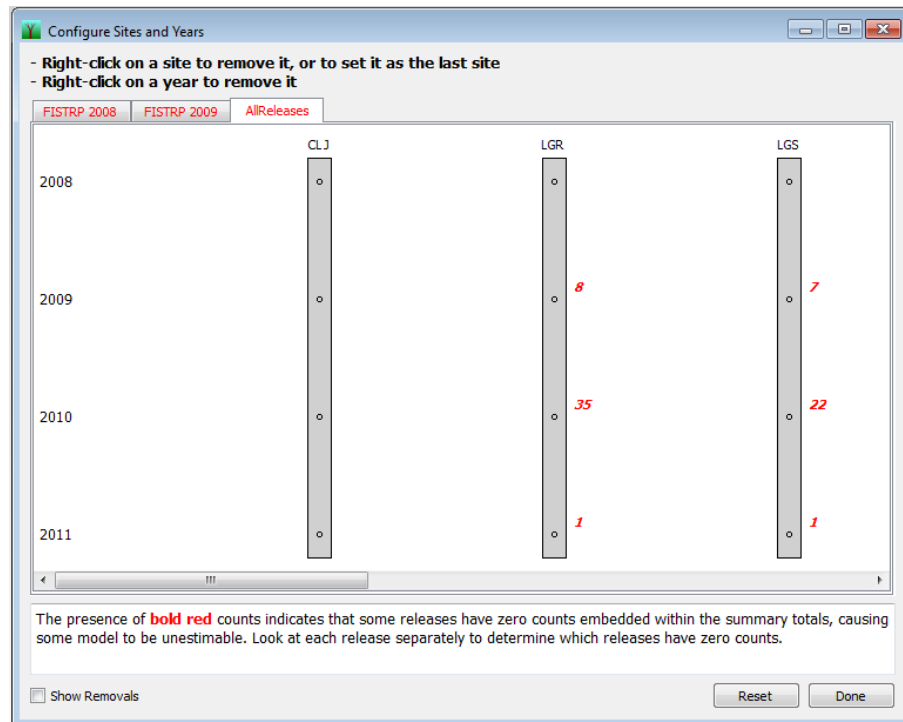 Configure Sites and Years
- Right-click on a site to remove it, or to set it as the last site
- Right-click on a year to remove it
FISTRP 2008 FISTRP 2009 AllReleases
CLJ LGR LGS
2008
2009 8 7
2010 35 22
2011 1 1
The presence of bold red counts indicates that some releases have zero counts embedded within the summary totals, causing
some model to be unestimable. Look at each release separately to determine which releases have zero counts.
Show Removals Reset Done